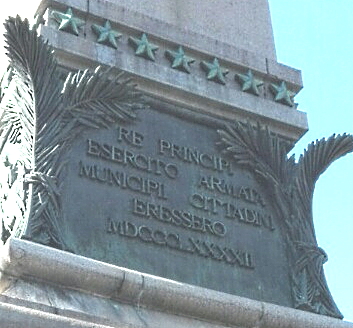 RE PRINCIPI
ESERCITO ARMATA
MUNICIPI CITTADINI
ERESSERO
MDCCCLXXXXII